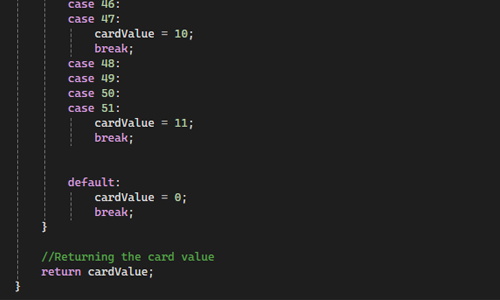 case 46:
case 47:
cardValue = 10;
break;
case 48:
case 49:
case 50:
case 51:
cardValue = 11;
break;
default:
cardValue = 0;
break;
}
//Returning the card value
return cardValue;
}